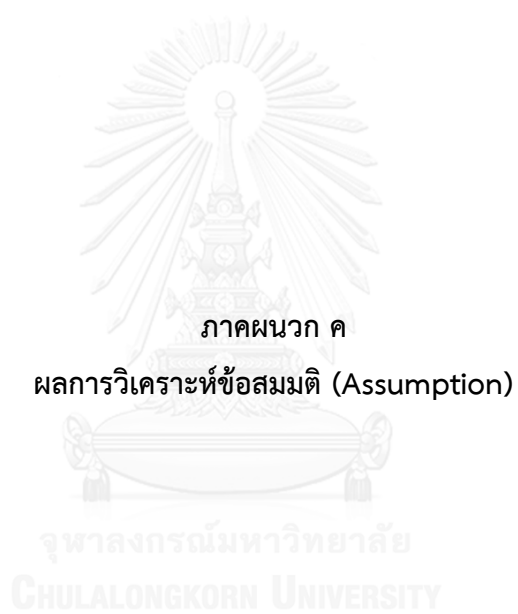 ภาคผนวก ค
ผลการวิเคราะห์ข้อสมมติ (Assumption)
จุฬาลงกรณ์มหาวิทยาลัย
CHULALONGKORN UNIVERSITY